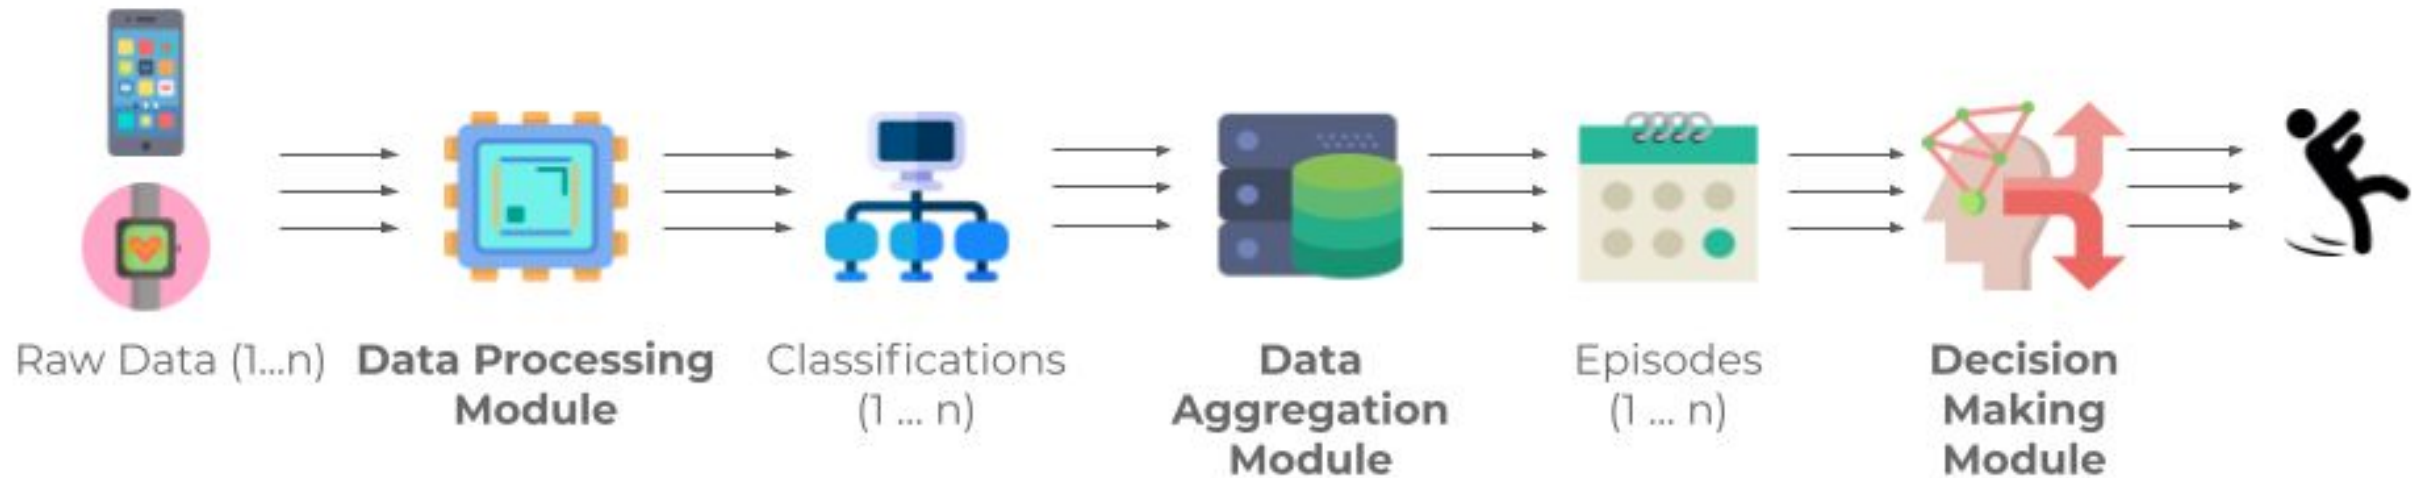 Raw Data (1...n)
Data Processing
Module
Classifications
(1 ... n)
Data
Aggregation
Module
Episodes
(1 ... n)
Decision
Making
Module